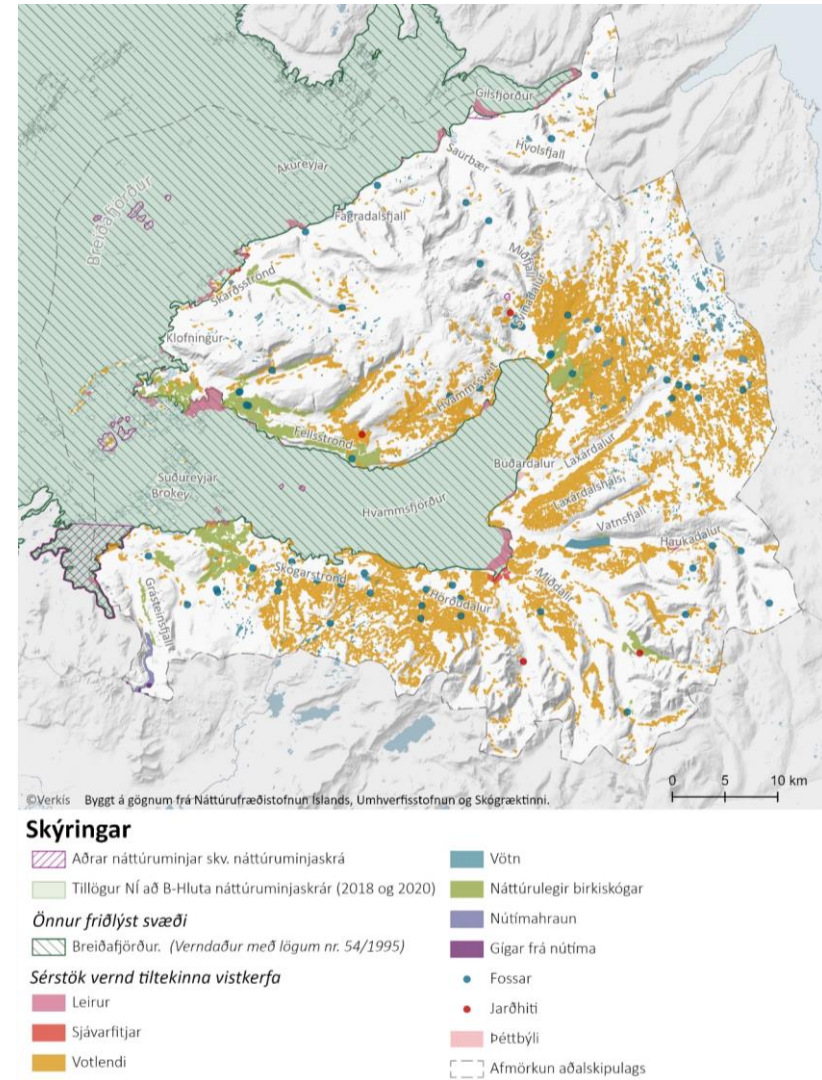 Gilsfjörður
Saurbær
Hvolsfjall
Akureyjar
Breiðafjörður
Fagradalsfjall
Miðfjall
Skarðsströnd
Klofningur
Hvammssveit
Fellsströnd
Búðardalur
Laxárdalur
Suðureyjar
Brokey
Laxárdalsháls
Hvammsfjörður
Vatnsfjall
Haukadalur
Skógarströnd
Miðdalir
Hörðudalur
Grásteinsfjall
0 5 10 km
©Verkís Byggt á gögnum frá Náttúrufræðistofnun Íslands, Umhverfisstofnun og Skógræktinni.
Skýringar
Aðrar náttúruminjar skv. náttúruminjaskrá
Tillögur NÍ að B-Hluta náttúruminjaskrár (2018 og 2020)
Önnur friðlýst svæði
Breiðafjörður. (Verndaður með lögum nr. 54/1995)
Sérstök vernd tiltekinna vistkerfa
Leirur
Sjávarfitjar
Votlendi
Vötn
Náttúrulegir birkiskógar
Nútímahraun
Gígar frá nútíma
Fossar
Jarðhiti
Þéttbýli
Afmörkun aðalskipulags